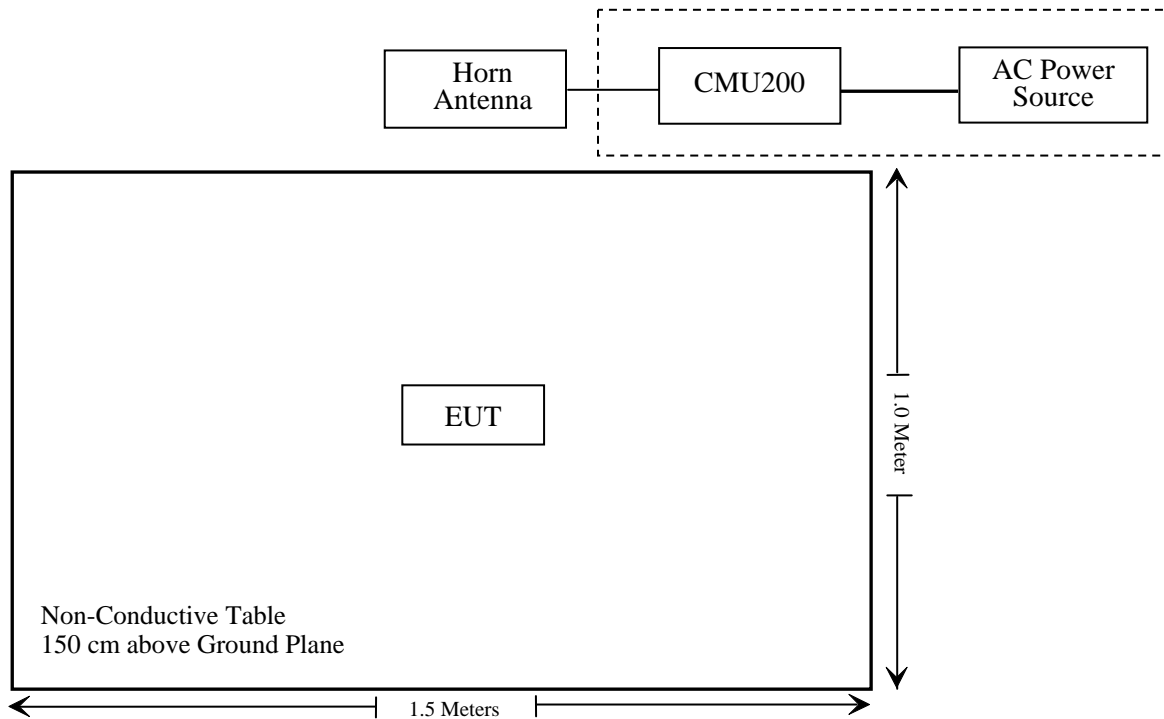 Horn
Antenna
CMU200
AC Power
Source
EUT
1.0 Meter
Non-Conductive Table
150 cm above Ground Plane
1.5 Meters